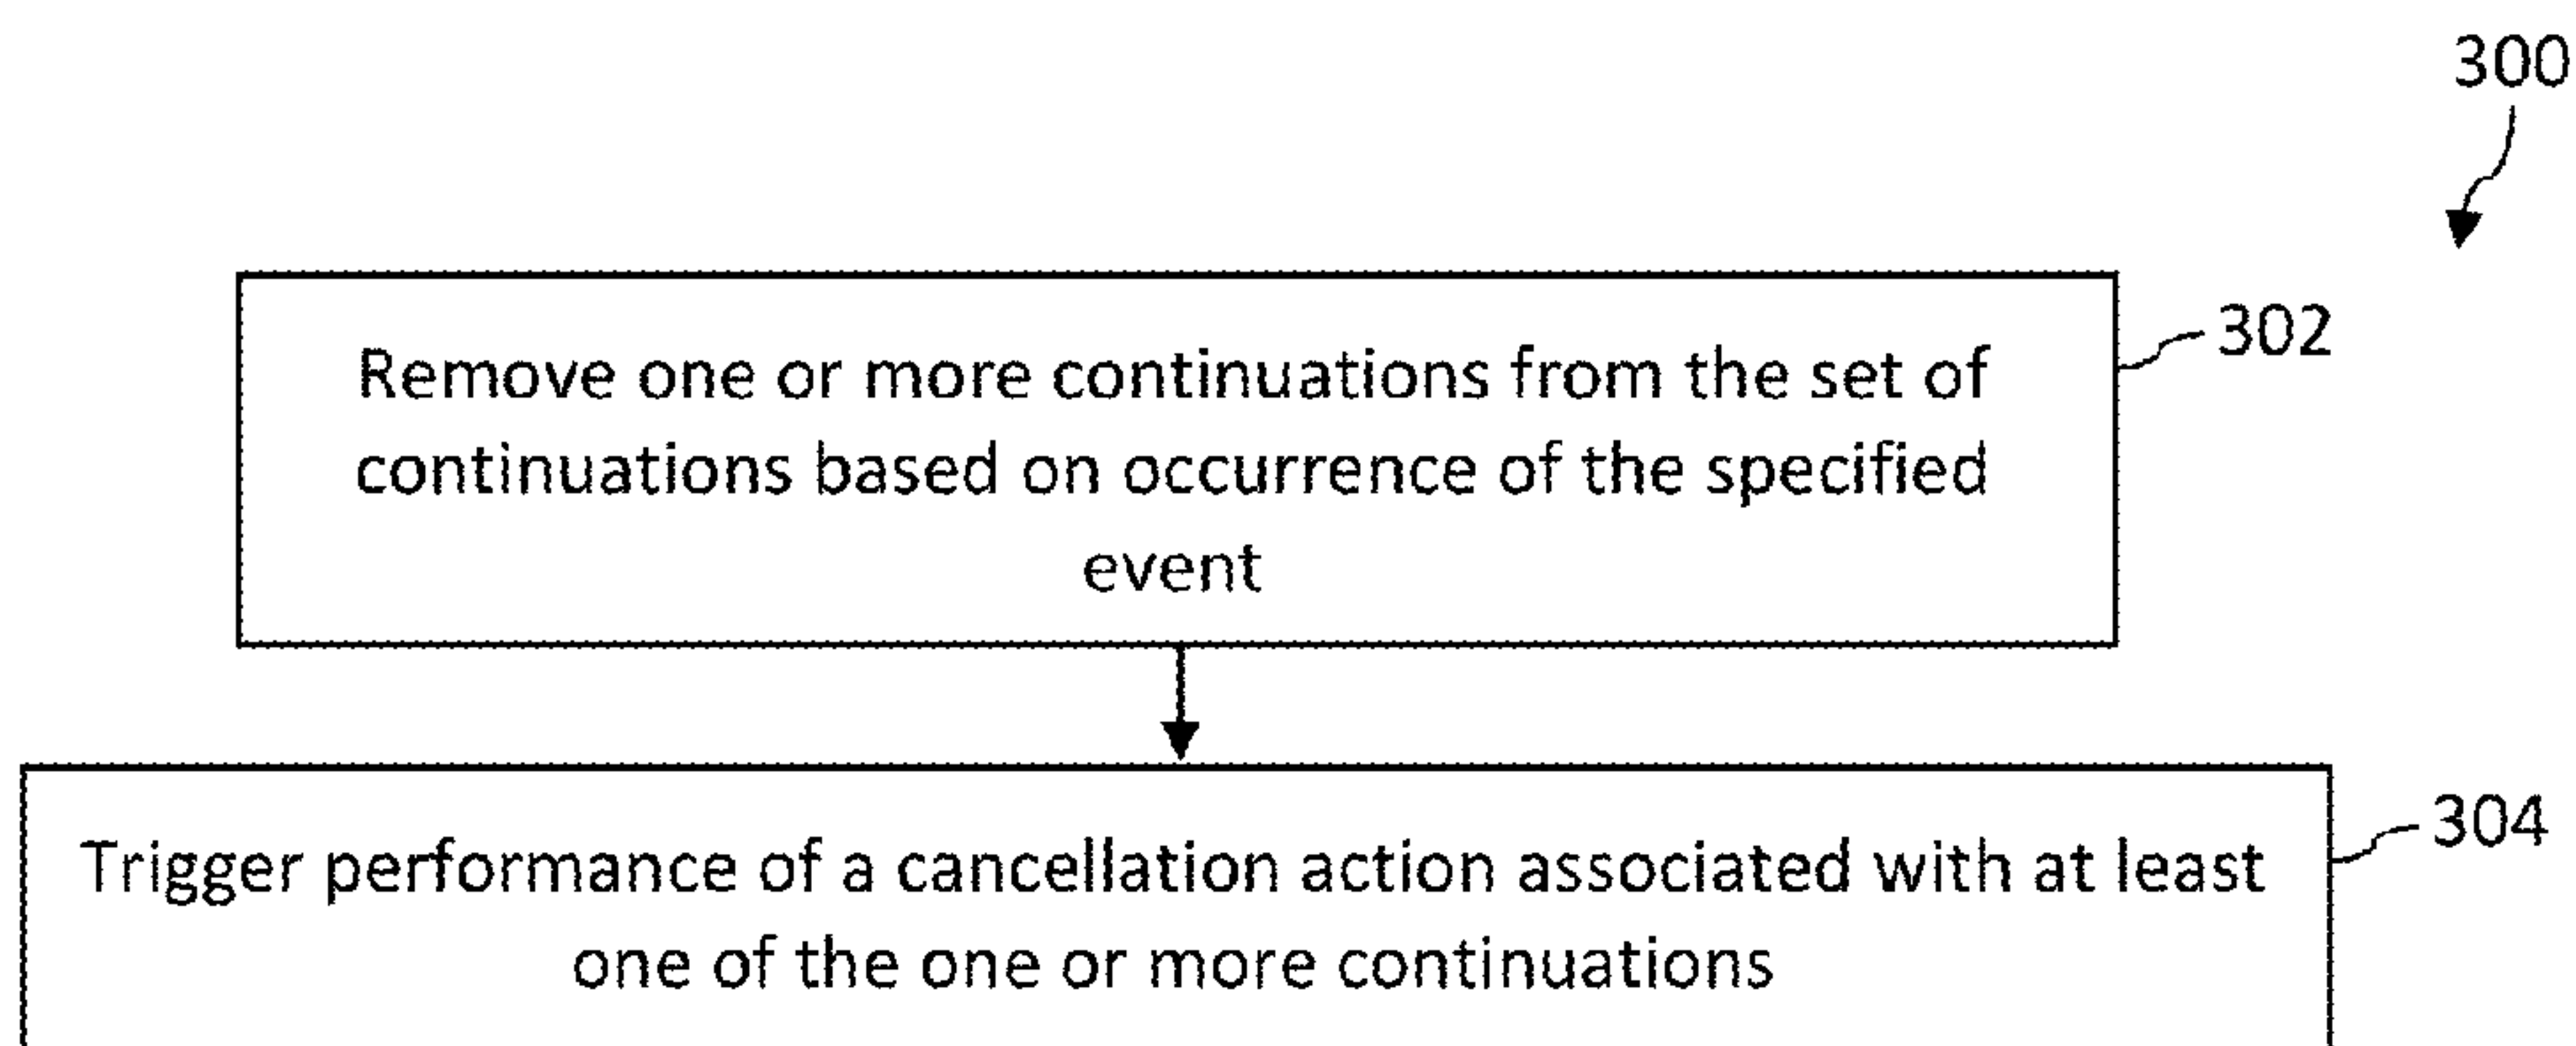 300
302
Remove one or more continuations from the set of
continuations based on occurrence of the specified
event
304
Trigger performance of a cancellation action associated with at least
one of the one or more continuations